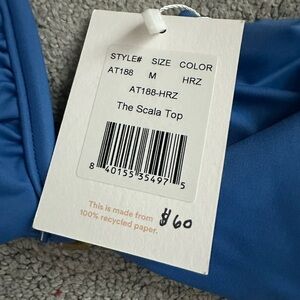 STYLE# SIZE COLOR
AT188 M HRZ
AT188-HRZ
The Scala Top
8 40155 35497 5
This is made from
100% recycled paper.
$60